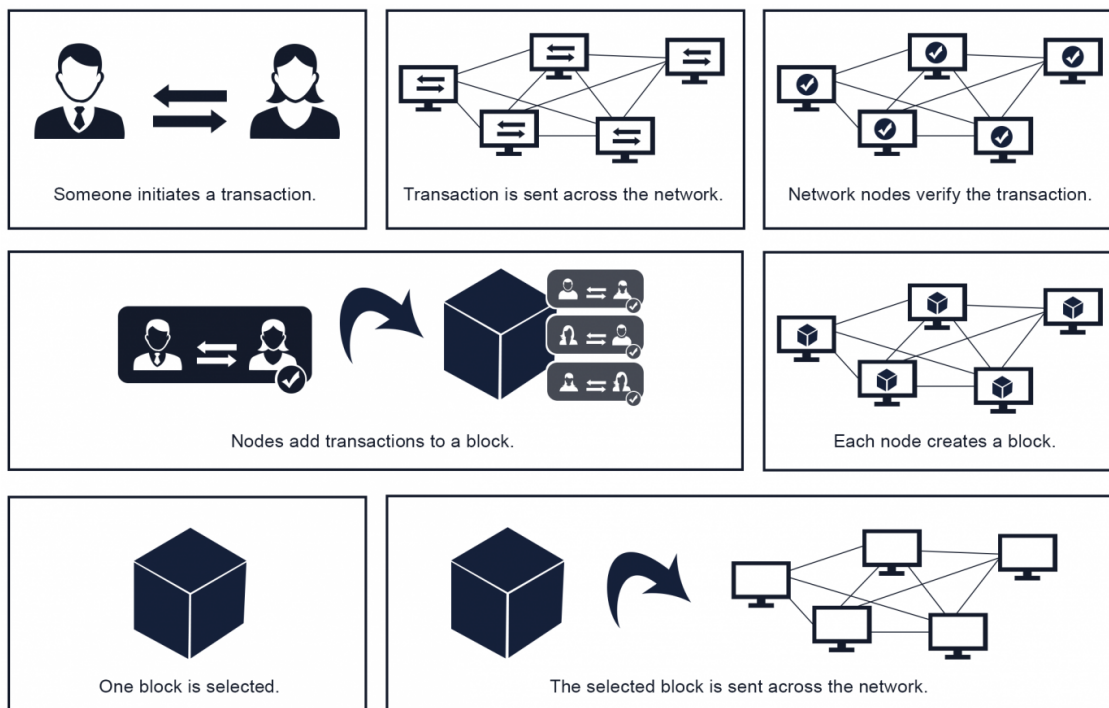 Someone initiates a transaction.
Transaction is sent across the network.
Network nodes verify the transaction.
Nodes add transactions to a block.
Each node creates a block.
One block is selected.
The selected block is sent across the network.